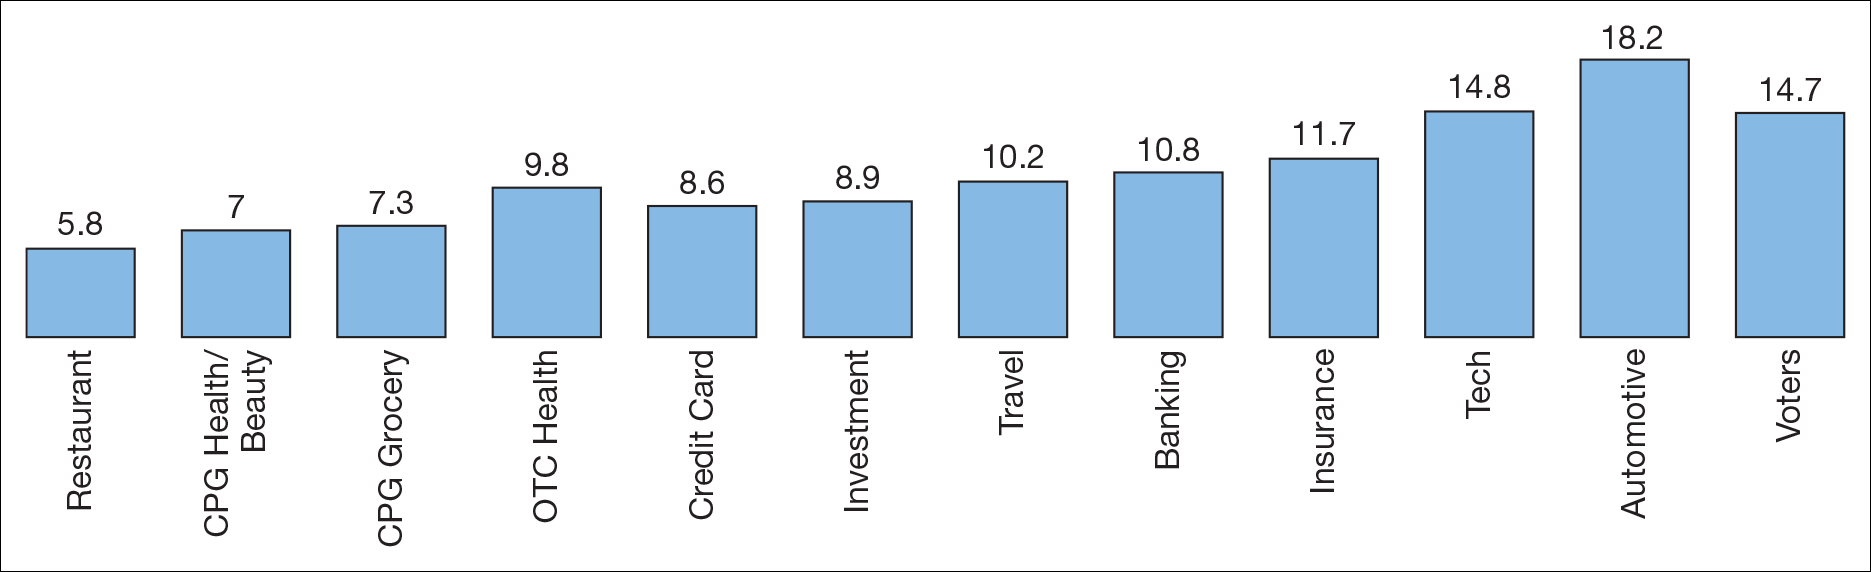 5.8
7
7.3
9.8
8.6
8.9
10.2
10.8
11.7
14.8
18.2
14.7
Restaurant
CPG Health/
Beauty
CPG Grocery
OTC Health
Credit Card
Investment
Travel
Banking
Insurance
Tech
Automotive
Voters